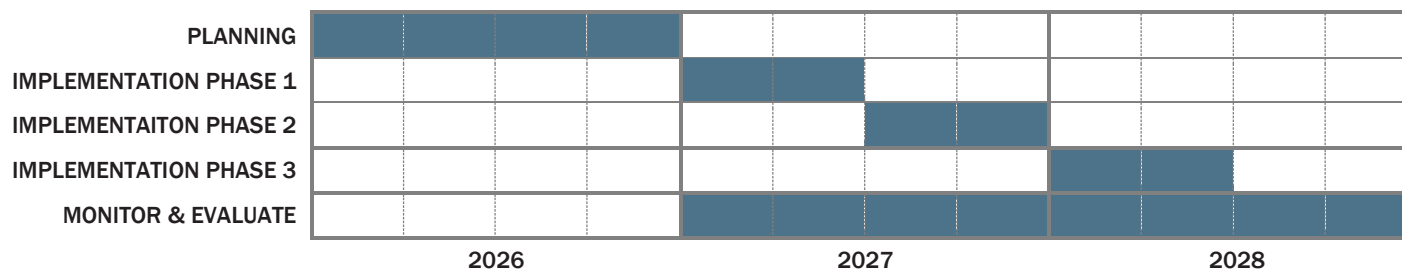 PLANNING
IMPLEMENTATION PHASE 1
IMPLEMENTAITON PHASE 2
IMPLEMENTATION PHASE 3
MONITOR & EVALUATE
2026 2027 2028